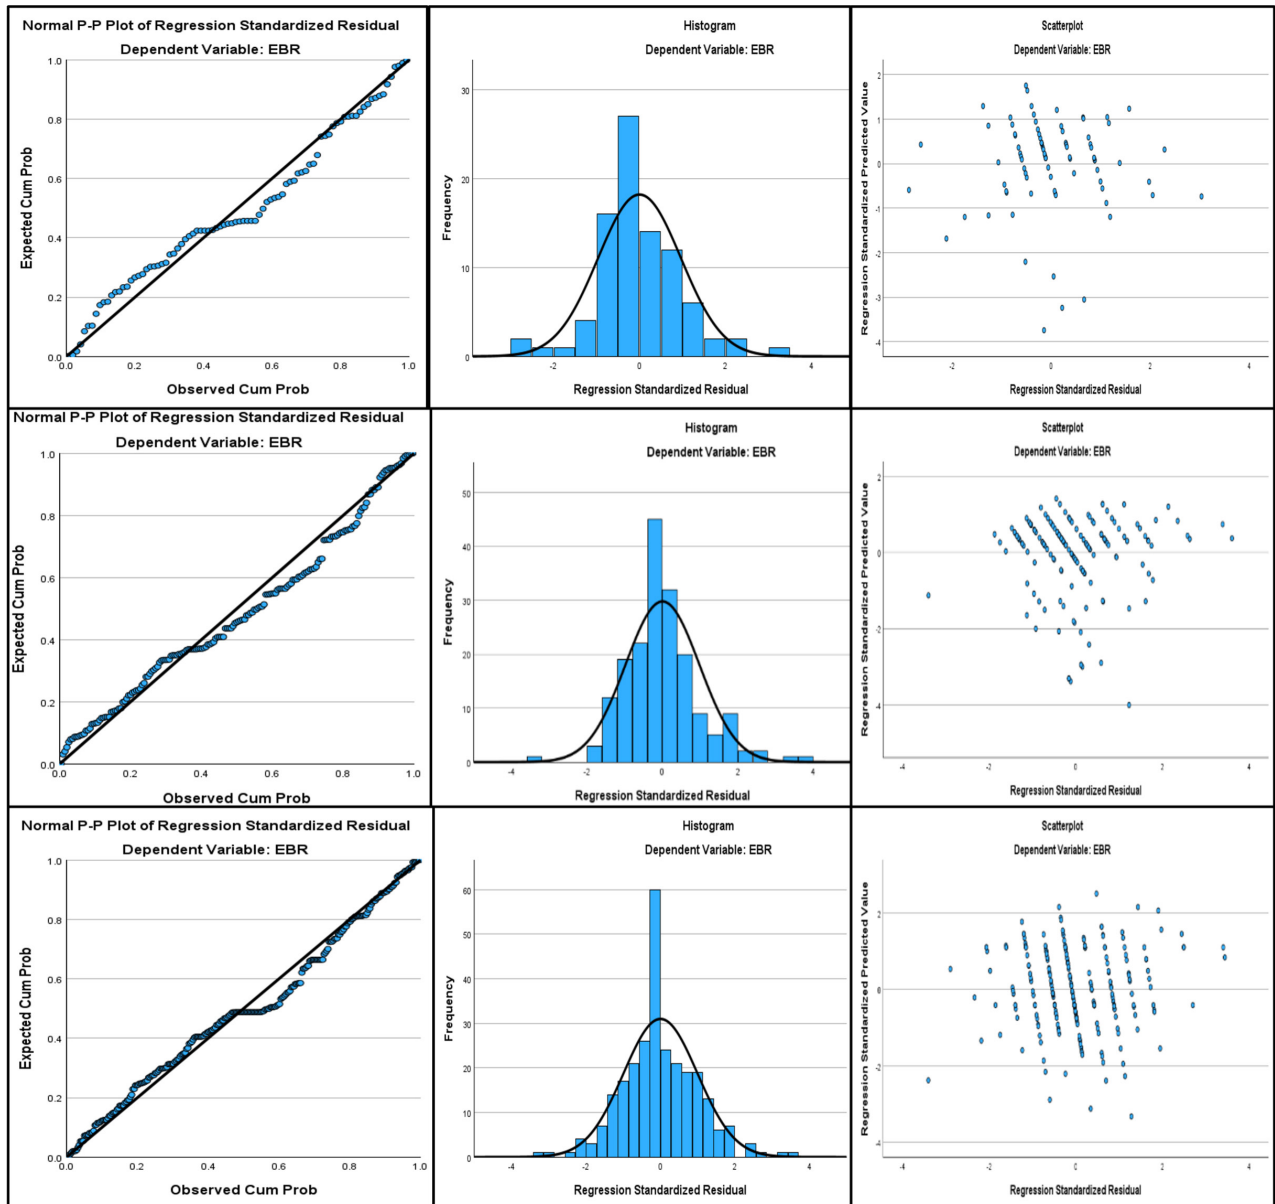 Normal P-P Plot of Regression Standardized Residual
Dependent Variable: EBR
1.0
0.8
0.6
0.4
0.2
0.0
Expected Cum Prob
0.0 0.2 0.4 0.6 0.8 1.0
Observed Cum Prob
Histogram
Dependent Variable: EBR
30
20
10
0
Frequency
-2 0 2 4
Regression Standardized Residual
Scatterplot
Dependent Variable: EBR
2
1
0
-1
-2
-3
-4
Regression Standardized Predicted Value
-2 0 2 4
Regression Standardized Residual
Normal P-P Plot of Regression Standardized Residual
Dependent Variable: EBR
1.0
0.8
0.6
0.4
0.2
0.0
Expected Cum Prob
0.0 0.2 0.4 0.6 0.8 1.0
Observed Cum Prob
Histogram
Dependent Variable: EBR
50
40
30
20
10
0
Frequency
-4 -2 0 2 4
Regression Standardized Residual
Scatterplot
Dependent Variable: EBR
2
0
-2
-4
Regression Standardized Predicted Value
-4 -2 0 2 4
Regression Standardized Residual
Normal P-P Plot of Regression Standardized Residual
Dependent Variable: EBR
1.0
0.8
0.6
0.4
0.2
0.0
Expected Cum Prob
0.0 0.2 0.4 0.6 0.8 1.0
Observed Cum Prob
Histogram
Dependent Variable: EBR
60
50
40
30
20
10
0
Frequency
-4 -2 0 2 4
Regression Standardized Residual
Scatterplot
Dependent Variable: EBR
2
0
-2
-4
Regression Standardized Predicted Value
-4 -2 0 2 4
Regression Standardized Residual